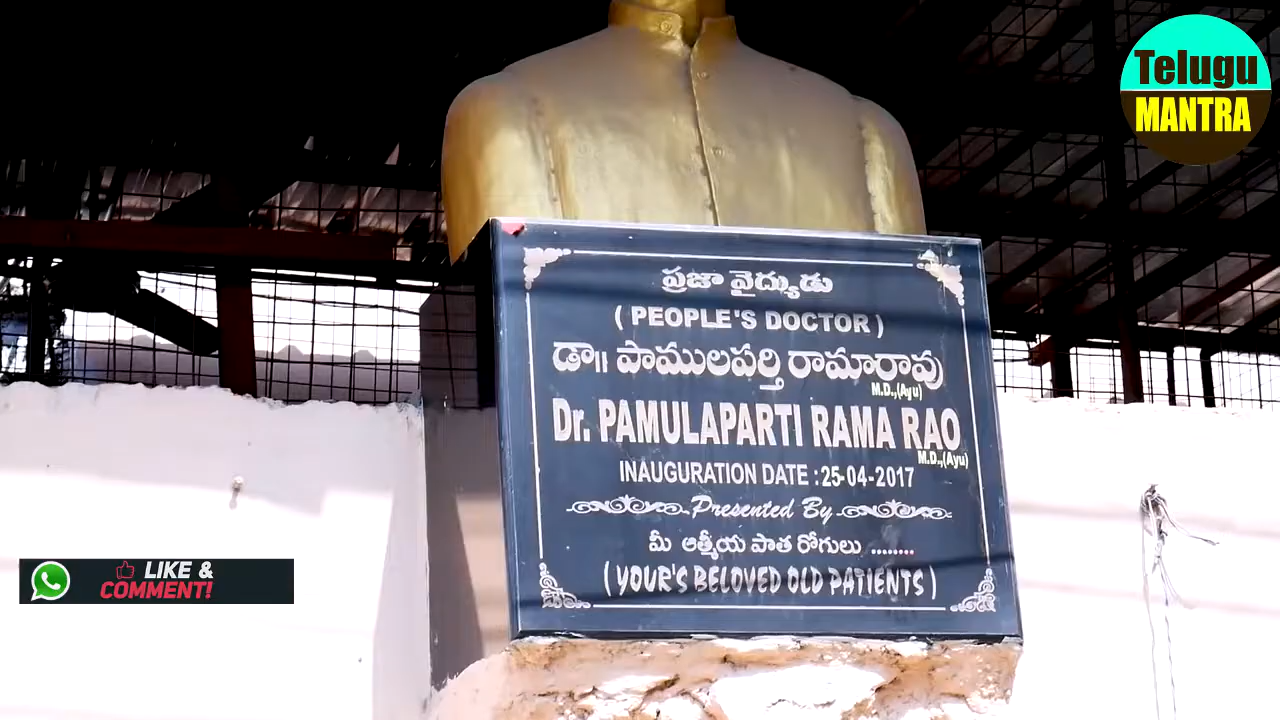 Telugu
MANTRA
ప్రజా వైద్యుడు
( PEOPLE'S DOCTOR )
డా॥ పాములపర్తి రామారావు
M.D.,(Ayu)
Dr. PAMULAPARTI RAMA RAO
M.D.,(Ayu)
INAUGURATION DATE :25-04-2017
Presented By
మీ ఆత్మీయ పాత రోగులు ........
( YOUR'S BELOVED OLD PATIENTS )
LIKE &
COMMENT!